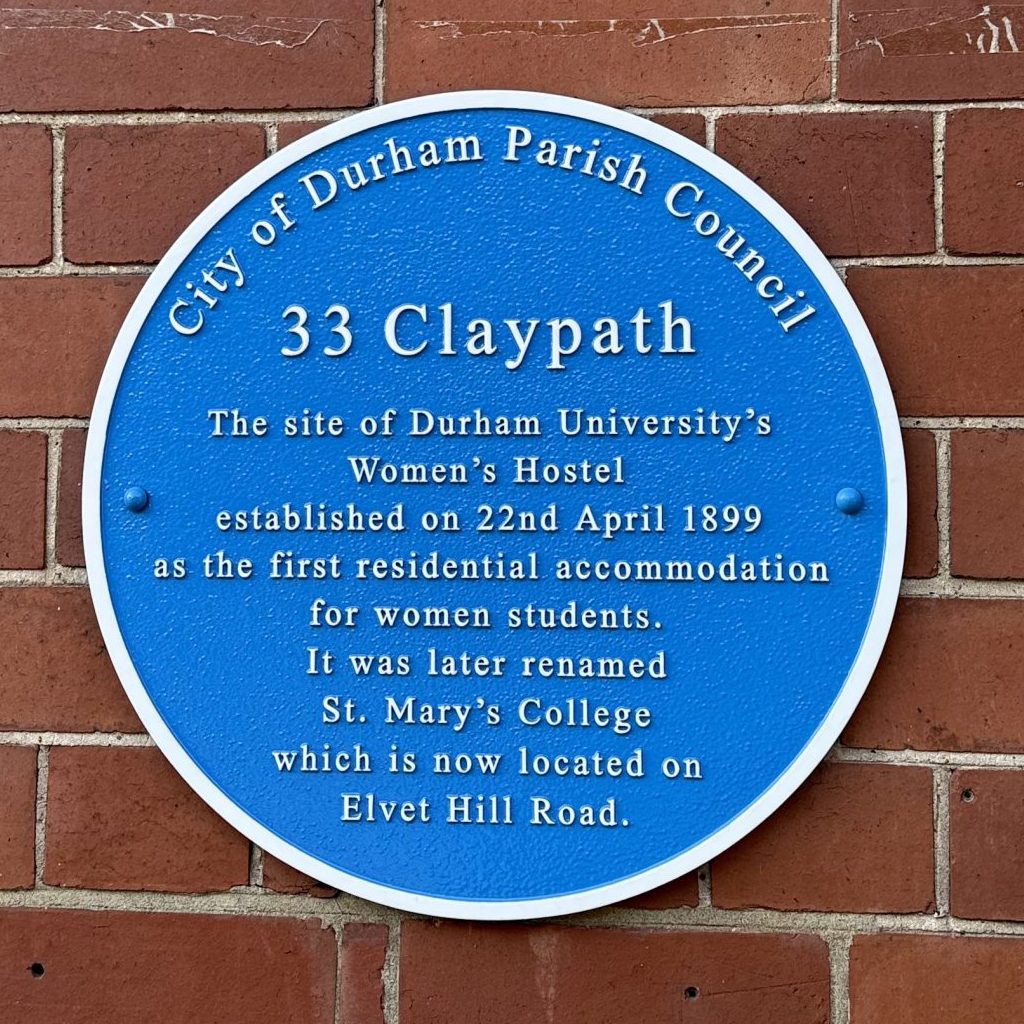 City of Durham Parish Council
33 Claypath
The site of Durham University's
Women's Hostel
established on 22nd April 1899
as the first residential accommodation
for women students.
It was later renamed
St. Mary's College
which is now located on
Elvet Hill Road.